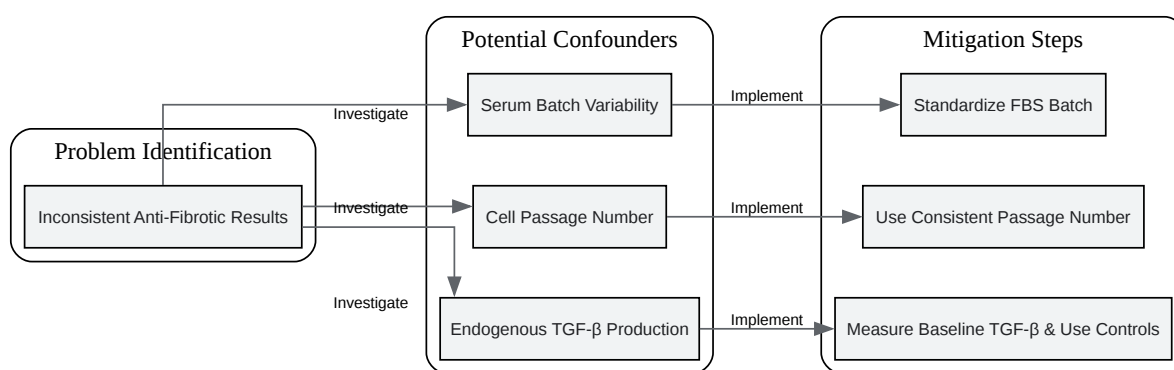 Potential Confounders
Mitigation Steps
Serum Batch Variability
Implement
Standardize FBS Batch
Investigate
Problem Identification
Inconsistent Anti-Fibrotic Results
Investigate
Cell Passage Number
Implement
Use Consistent Passage Number
Investigate
Endogenous TGF-β Production
Implement
Measure Baseline TGF-β & Use Controls